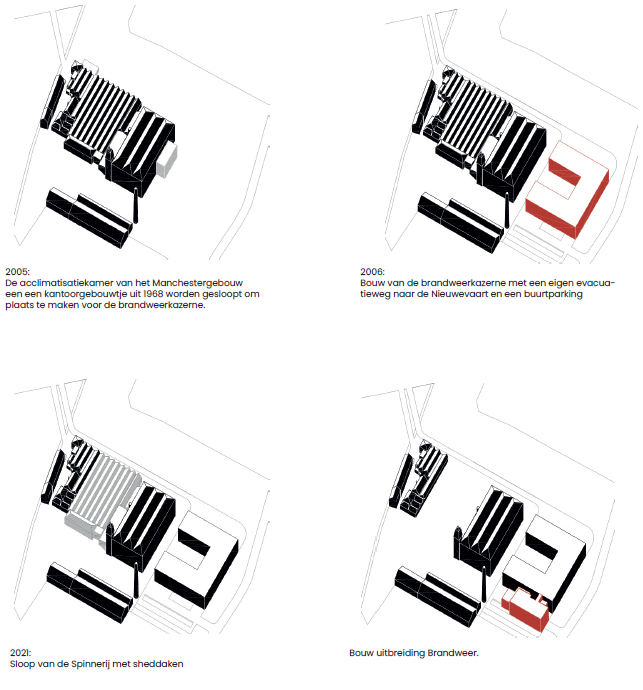 2005:
De acclimatisatiekamer van het Manchestergebouw
een een kantoorgebouwtje uit 1968 worden gesloopt om
plaats te maken voor de brandweerkazerne.
2006:
Bouw van de brandweerkazerne met een eigen evacua-
tieweg naar de Nieuwevaart en een buurtparking
2021:
Sloop van de Spinnerij met sheddaken
Bouw uitbreiding Brandweer.